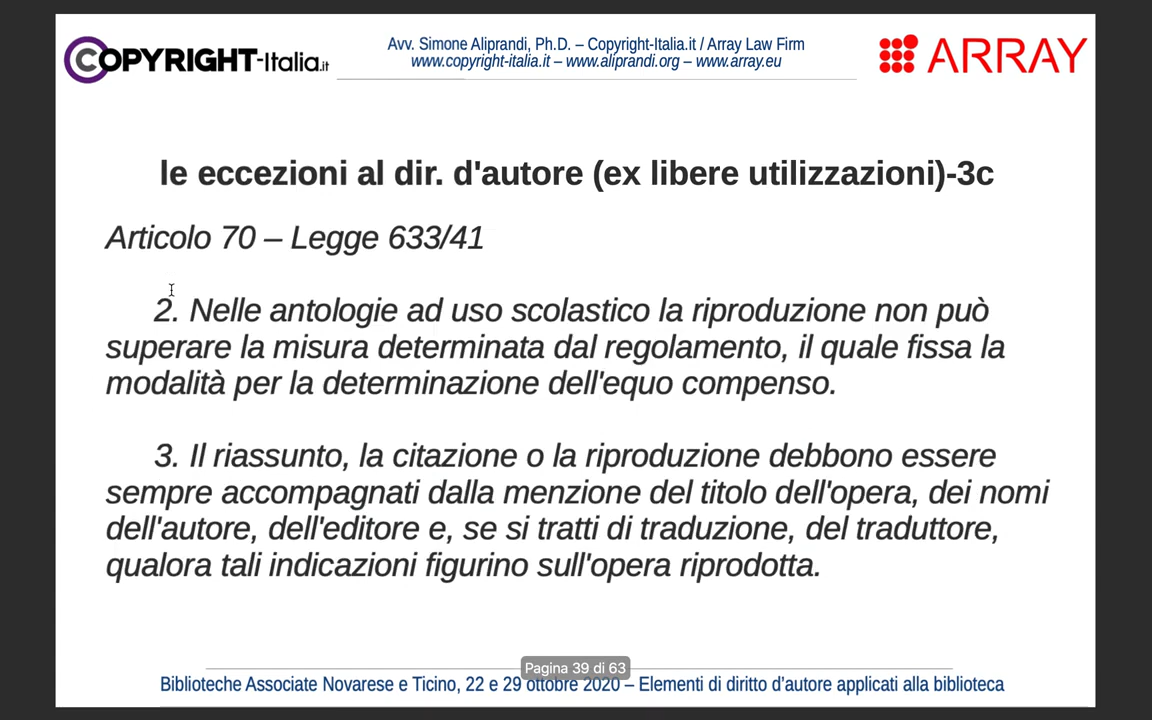 COPYRIGHT-Italia.it
Avv. Simone Aliprandi, Ph.D. – Copyright-Italia.it / Array Law Firm
www.copyright-italia.it – www.aliprandi.org – www.array.eu
ARRAY
le eccezioni al dir. d'autore (ex libere utilizzazioni)-3c
Articolo 70 – Legge 633/41
2. Nelle antologie ad uso scolastico la riproduzione non può
superare la misura determinata dal regolamento, il quale fissa la
modalità per la determinazione dell'equo compenso.
3. Il riassunto, la citazione o la riproduzione debbono essere
sempre accompagnati dalla menzione del titolo dell'opera, dei nomi
dell'autore, dell'editore e, se si tratti di traduzione, del traduttore,
qualora tali indicazioni figurino sull'opera riprodotta.
Pagina 39 di 63
Biblioteche Associate Novarese e Ticino, 22 e 29 ottobre 2020 – Elementi di diritto d'autore applicati alla biblioteca